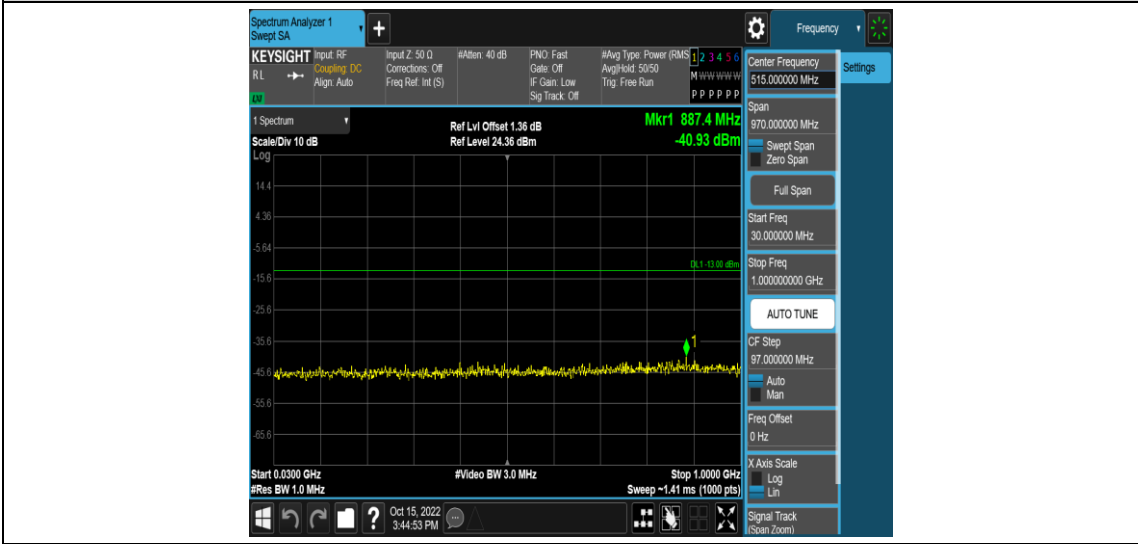 Spectrum Analyzer 1
Swept SA
+
Frequency
KEYSIGHT
RL
LXI
Input: RF
Coupling: DC
Align: Auto
Input Z: 50 Ω
Corrections: Off
Freq Ref: Int (S)
#Atten: 40 dB
PNO: Fast
Gate: Off
IF Gain: Low
Sig Track: Off
#Avg Type: Power (RMS
Avg|Hold: 50/50
Trig: Free Run
1 2 3 4 5 6
M W W W W W
P P P P P P
1 Spectrum
Scale/Div 10 dB
Log
Ref Lvl Offset 1.36 dB
Ref Level 24.36 dBm
Mkr1 887.4 MHz
-40.93 dBm
14.4
4.36
-5.64
DL1 -13.00 dBm
-15.6
-25.6
-35.6
1
-45.6
-55.6
-65.6
Start 0.0300 GHz
#Res BW 1.0 MHz
#Video BW 3.0 MHz
Stop 1.0000 GHz
Sweep ~1.41 ms (1000 pts)
?
Oct 15, 2022
3:44:53 PM
Center Frequency
515.000000 MHz
Settings
Span
970.000000 MHz
Swept Span
Zero Span
Full Span
Start Freq
30.000000 MHz
Stop Freq
1.000000000 GHz
AUTO TUNE
CF Step
97.000000 MHz
Auto
Man
Freq Offset
0 Hz
X Axis Scale
Log
Lin
Signal Track
(Span Zoom)